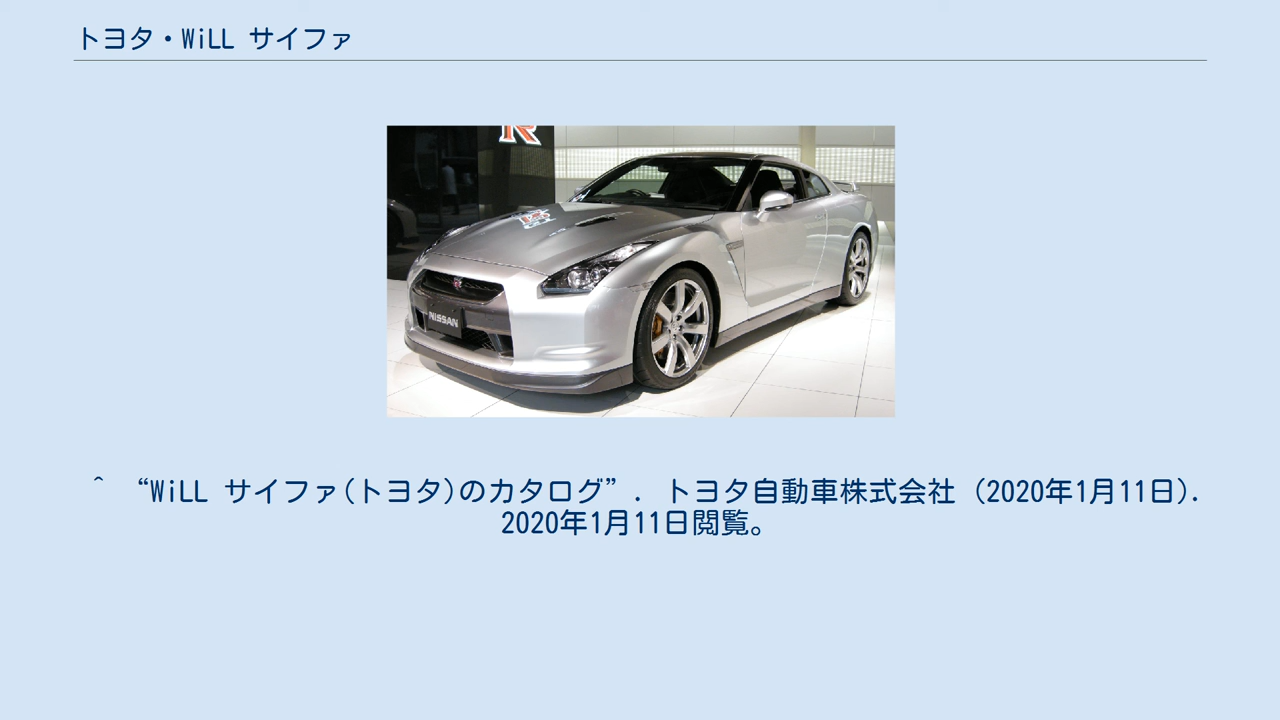 トヨタ・WiLL サイファ
R
NISSAN
^ “WiLL サイファ(トヨタ)のカタログ”. トヨタ自動車株式会社 (2020年1月11日).
2020年1月11日閲覧。